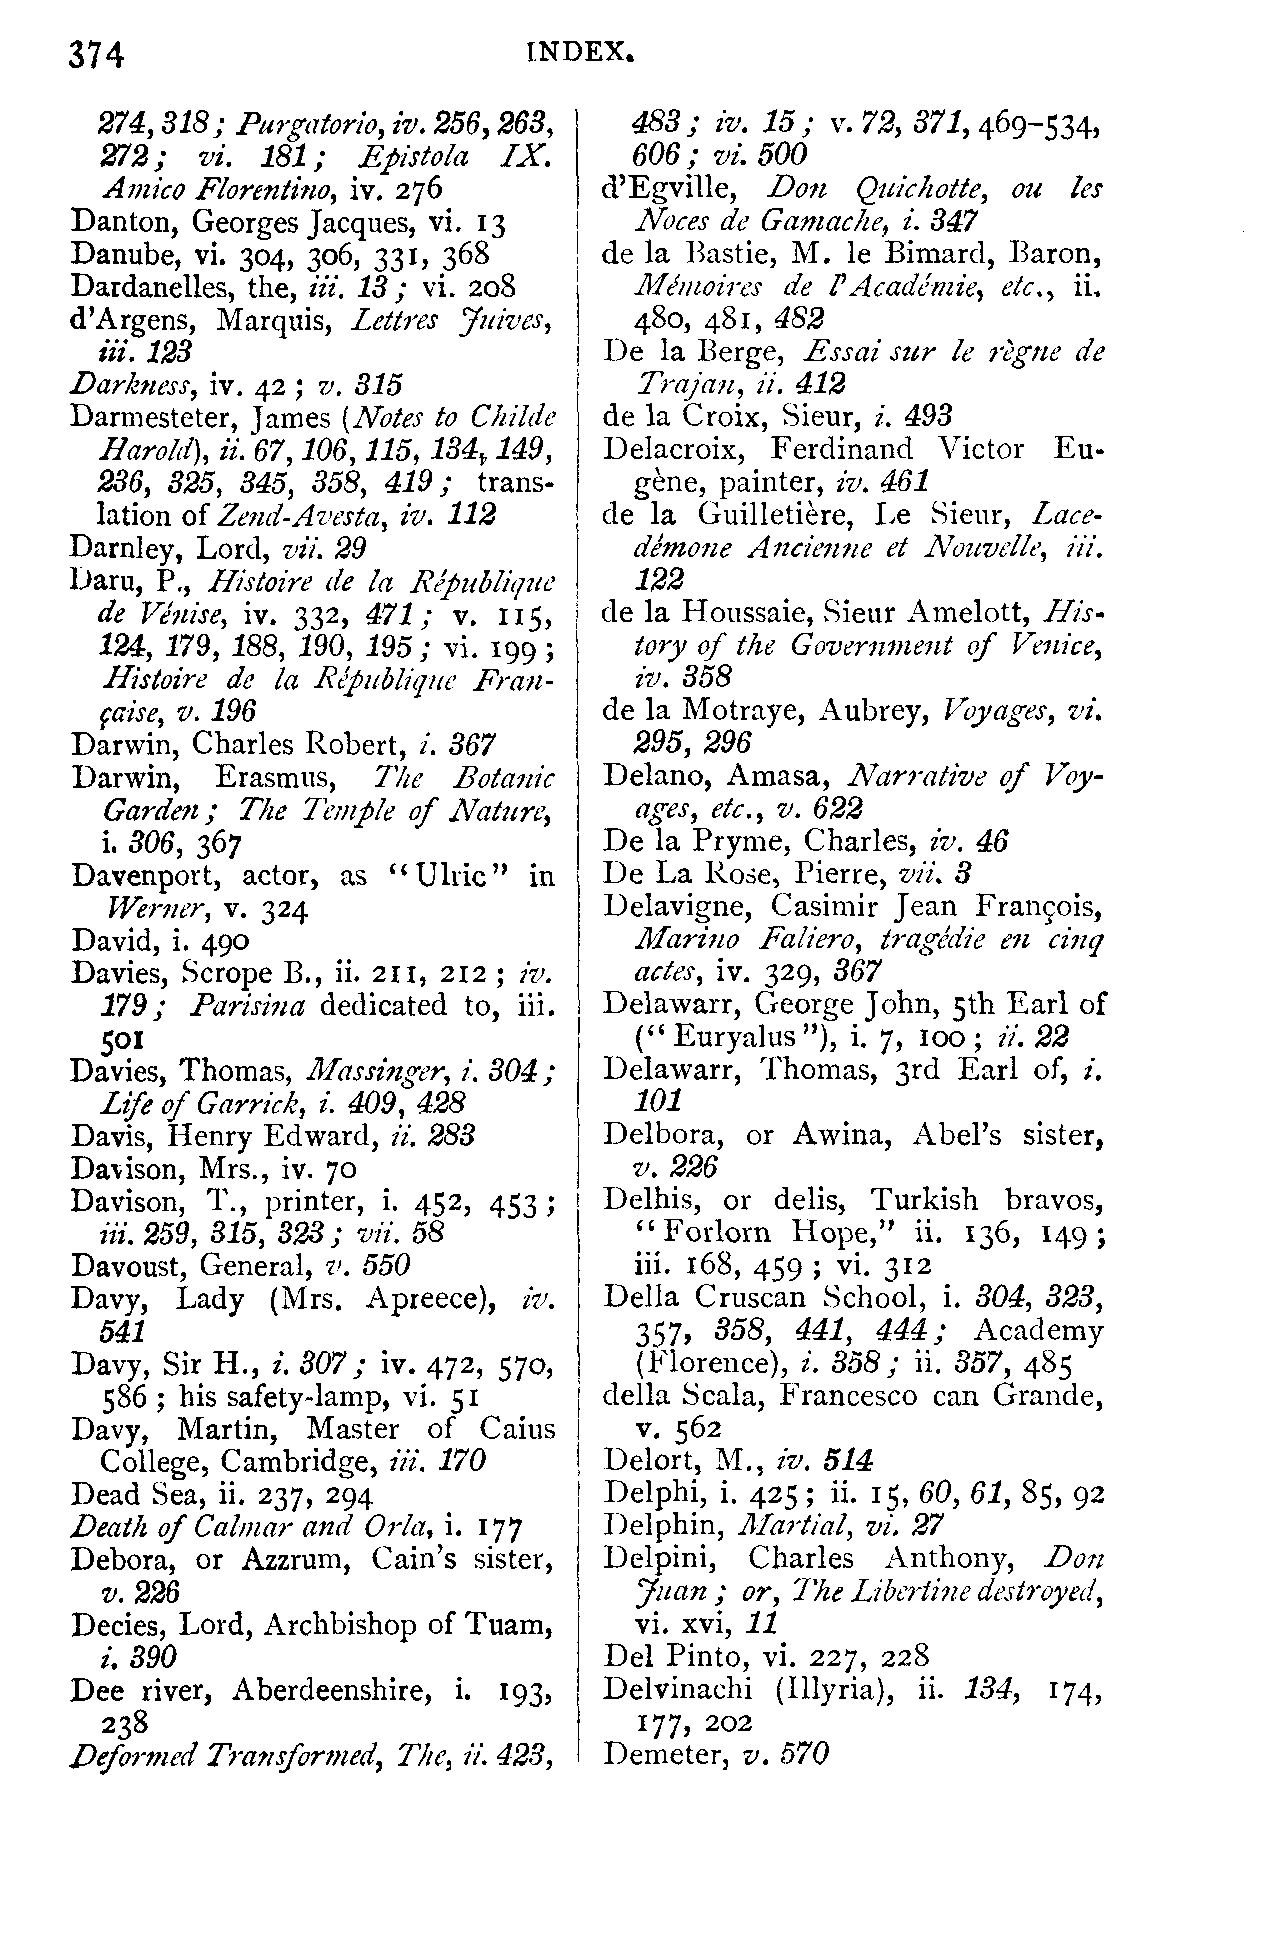 374
INDEX.
274, 318; Purgatorio, iv. 256, 263,
272; vi. 181; Epistola IX.
Amico Florentino, iv. 276
Danton, Georges Jacques, vi. 13
Danube, vi. 304, 306, 331, 368
Dardanelles, the, iii. 13; vi. 208
d'Argens, Marquis, Lettres Juives,
iii. 123
Darkness, iv. 42; v. 315
Darmesteter, James (Notes to Childe
Harold), ii. 67, 106, 115, 134, 149,
236, 325, 345, 358, 419; trans-
lation of Zend-Avesta, iv. 112
Darnley, Lord, vii. 29
Daru, P., Histoire de la République
de Vénise, iv. 332, 471; v. 115,
124, 179, 188, 190, 195; vi. 199;
Histoire de la République Fran-
çaise, v. 196
Darwin, Charles Robert, i. 367
Darwin, Erasmus, The Botanic
Garden; The Temple of Nature,
i. 306, 367
Davenport, actor, as "Ulric" in
Werner, v. 324
David, i. 490
Davies, Scrope B., ii. 211, 212; iv.
179; Parisina dedicated to, iii.
501
Davies, Thomas, Massinger, i. 304;
Life of Garrick, i. 409, 428
Davis, Henry Edward, ii. 283
Davison, Mrs., iv. 70
Davison, T., printer, i. 452, 453;
iii. 259, 315, 323; vii. 58
Davoust, General, v. 550
Davy, Lady (Mrs. Apreece), iv.
541
Davy, Sir H., i. 307; iv. 472, 570,
586; his safety-lamp, vi. 51
Davy, Martin, Master of Caius
College, Cambridge, iii. 170
Dead Sea, ii. 237, 294
Death of Calmar and Orla, i. 177
Debora, or Azzrum, Cain's sister,
v. 226
Decies, Lord, Archbishop of Tuam,
i. 390
Dee river, Aberdeenshire, i. 193,
238
Deformed Transformed, The, ii. 423,
483; iv. 15; v. 72, 371, 469-534,
606; vi. 500
d'Egville, Don Quichotte, ou les
Noces de Gamache, i. 347
de la Bastie, M. le Bimard, Baron,
Mémoires de l'Académie, etc., ii.
480, 481, 482
De la Berge, Essai sur le règne de
Trajan, ii. 412
de la Croix, Sieur, i. 493
Delacroix, Ferdinand Victor Eu-
gène, painter, iv. 461
de la Guilletière, Le Sieur, Lace-
démone Ancienne et Nouvelle, iii.
122
de la Houssaie, Sieur Amelott, His-
tory of the Government of Venice,
iv. 358
de la Motraye, Aubrey, Voyages, vi.
295, 296
Delano, Amasa, Narrative of Voy-
ages, etc., v. 622
De la Pryme, Charles, iv. 46
De La Rose, Pierre, vii. 3
Delavigne, Casimir Jean François,
Marino Faliero, tragédie en cinq
actes, iv. 329, 367
Delawarr, George John, 5th Earl of
("Euryalus"), i. 7, 100; ii. 22
Delawarr, Thomas, 3rd Earl of, i.
101
Delbora, or Awina, Abel's sister,
v. 226
Delhis, or delis, Turkish bravos,
"Forlorn Hope," ii. 136, 149;
iii. 168, 459; vi. 312
Della Cruscan School, i. 304, 323,
357, 358, 441, 444; Academy
(Florence), i. 358; ii. 357, 485
della Scala, Francesco can Grande,
v. 562
Delort, M., iv. 514
Delphi, i. 425; ii. 15, 60, 61, 85, 92
Delphin, Martial, vi. 27
Delpini, Charles Anthony, Don
Juan; or, The Libertine destroyed,
vi. xvi, 11
Del Pinto, vi. 227, 228
Delvinachi (Illyria), ii. 134, 174,
177, 202
Demeter, v. 570